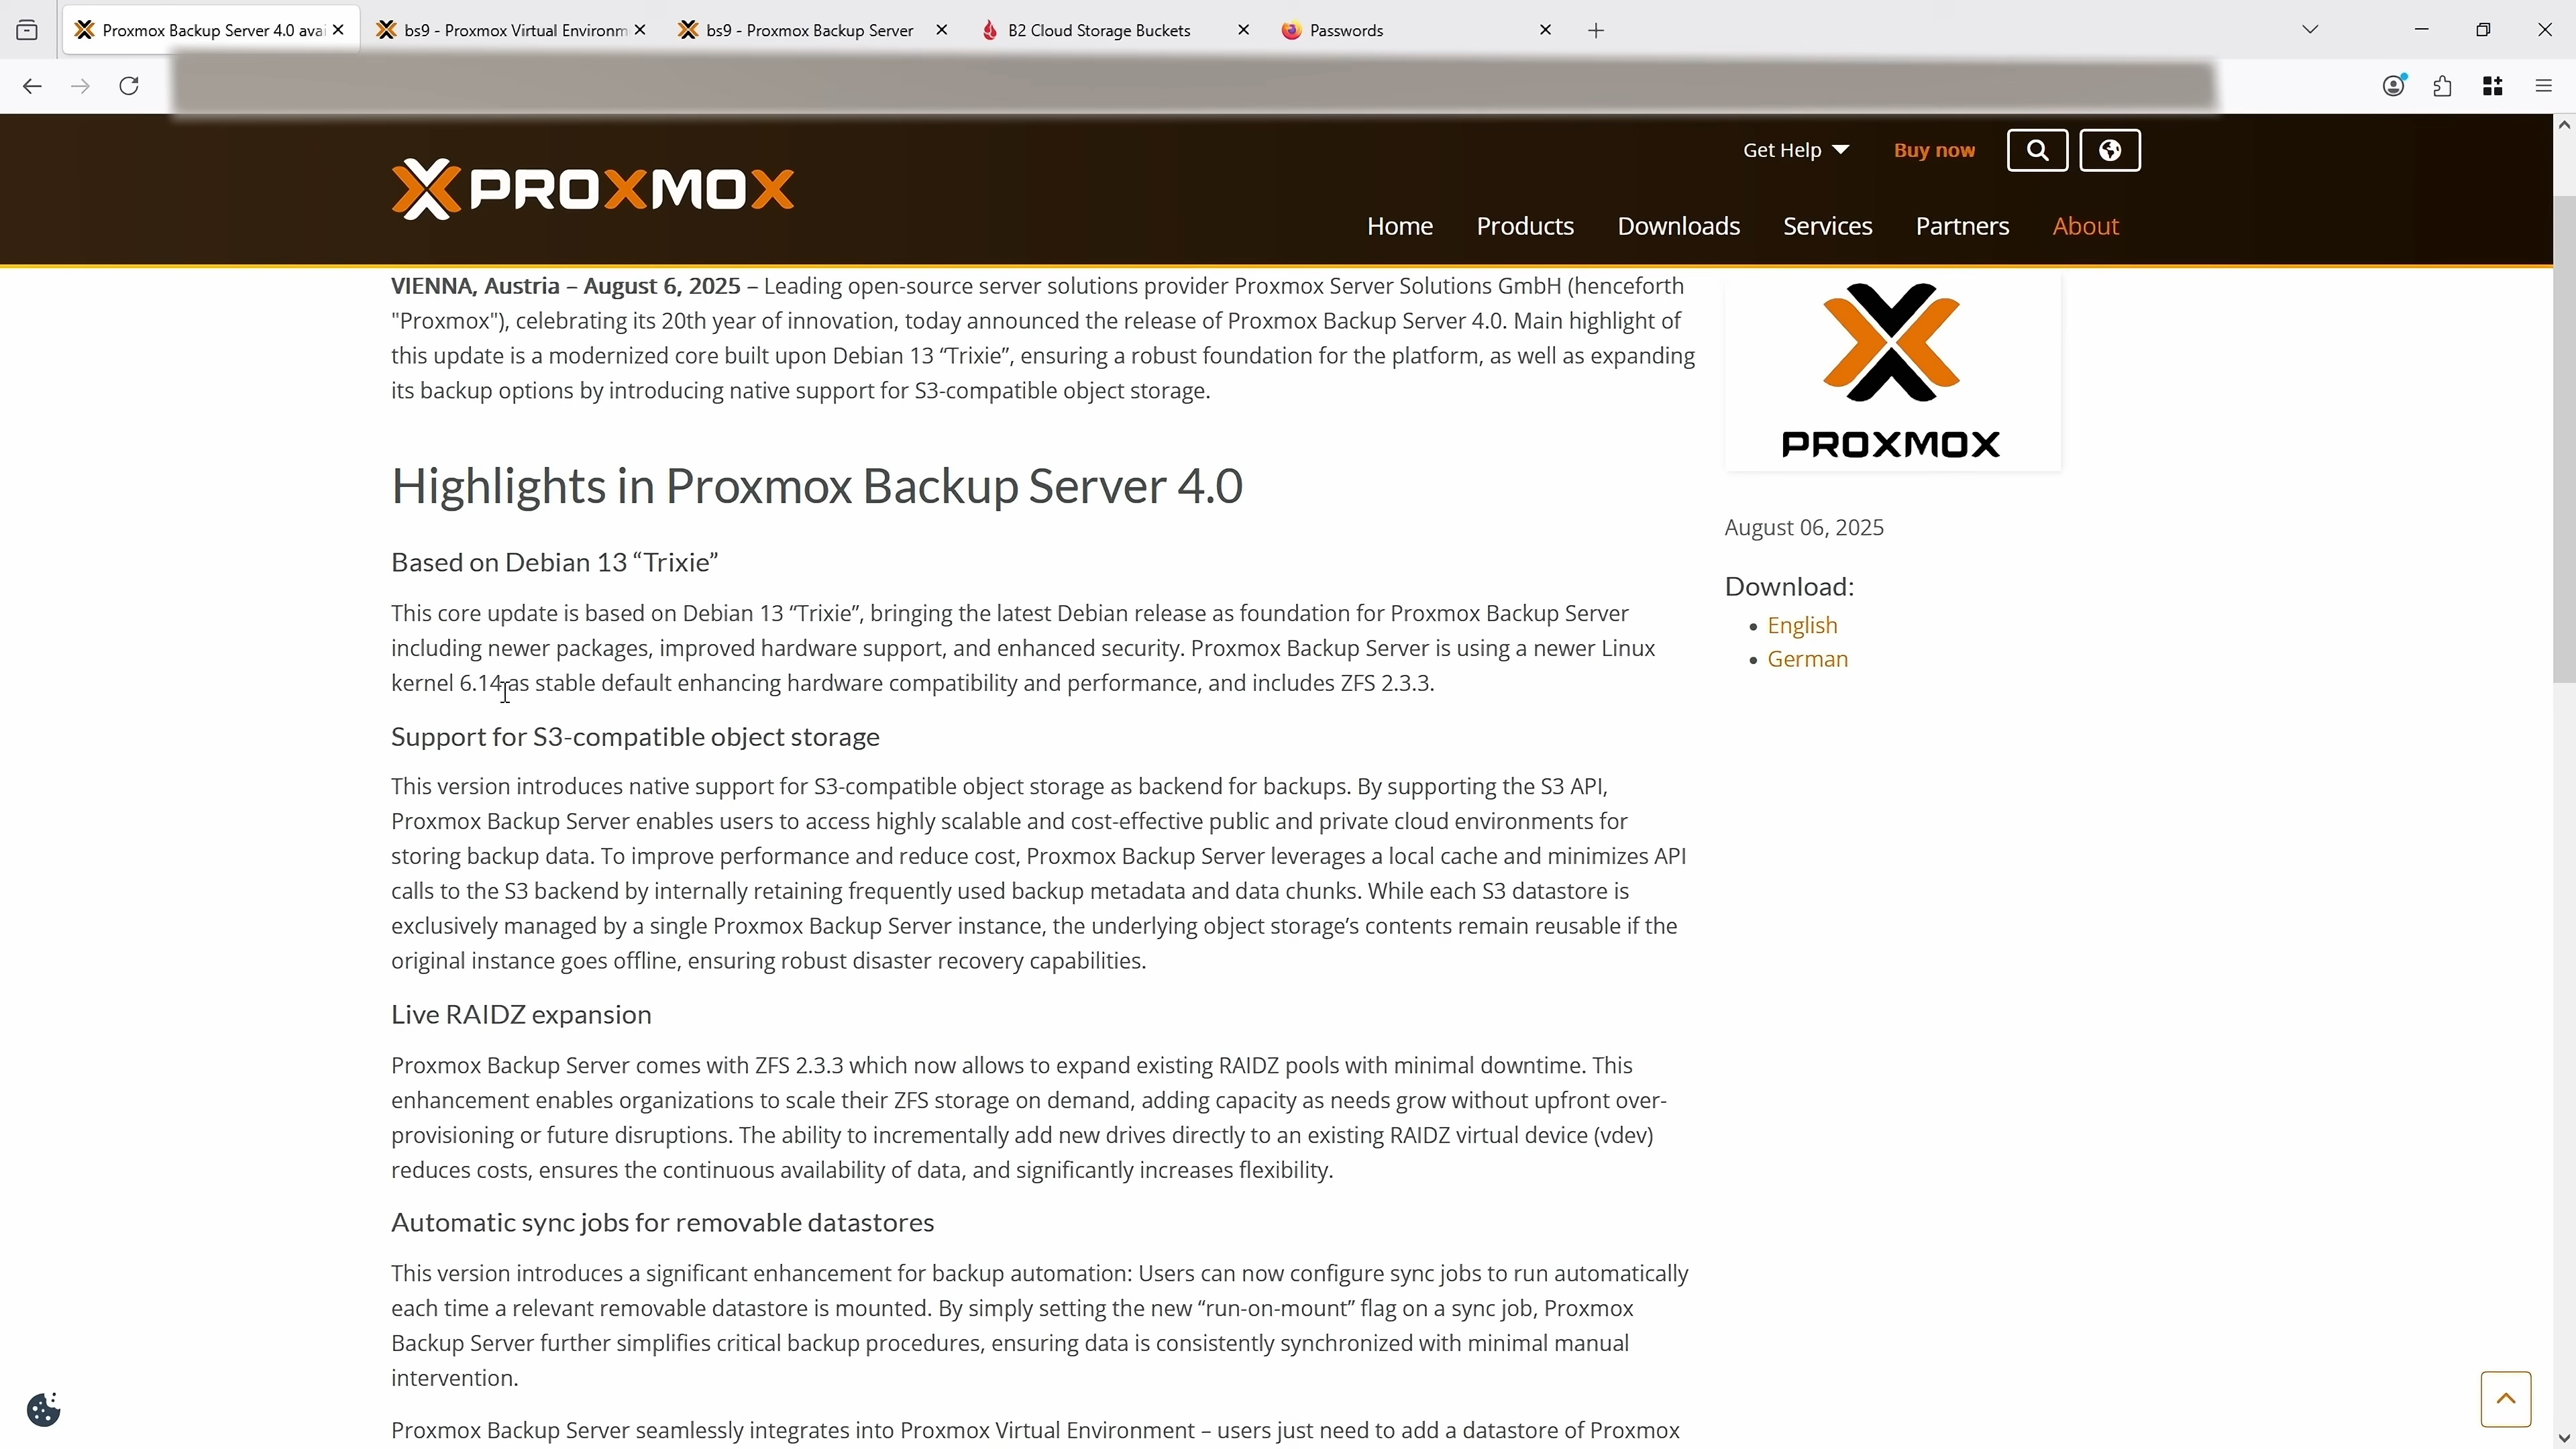 Proxmox Backup Server 4.0 avai
bs9 - Proxmox Virtual Environm
bs9 - Proxmox Backup Server
B2 Cloud Storage Buckets
Passwords
Get Help
Buy now
PROXMOX
Home
Products
Downloads
Services
Partners
About
VIENNA, Austria – August 6, 2025 – Leading open-source server solutions provider Proxmox Server Solutions GmbH (henceforth
"Proxmox"), celebrating its 20th year of innovation, today announced the release of Proxmox Backup Server 4.0. Main highlight of
this update is a modernized core built upon Debian 13 “Trixie”, ensuring a robust foundation for the platform, as well as expanding
its backup options by introducing native support for S3-compatible object storage.
Highlights in Proxmox Backup Server 4.0
Based on Debian 13 “Trixie”
This core update is based on Debian 13 “Trixie”, bringing the latest Debian release as foundation for Proxmox Backup Server
including newer packages, improved hardware support, and enhanced security. Proxmox Backup Server is using a newer Linux
kernel 6.14 as stable default enhancing hardware compatibility and performance, and includes ZFS 2.3.3.
Support for S3-compatible object storage
This version introduces native support for S3-compatible object storage as backend for backups. By supporting the S3 API,
Proxmox Backup Server enables users to access highly scalable and cost-effective public and private cloud environments for
storing backup data. To improve performance and reduce cost, Proxmox Backup Server leverages a local cache and minimizes API
calls to the S3 backend by internally retaining frequently used backup metadata and data chunks. While each S3 datastore is
exclusively managed by a single Proxmox Backup Server instance, the underlying object storage’s contents remain reusable if the
original instance goes offline, ensuring robust disaster recovery capabilities.
Live RAIDZ expansion
Proxmox Backup Server comes with ZFS 2.3.3 which now allows to expand existing RAIDZ pools with minimal downtime. This
enhancement enables organizations to scale their ZFS storage on demand, adding capacity as needs grow without upfront over-
provisioning or future disruptions. The ability to incrementally add new drives directly to an existing RAIDZ virtual device (vdev)
reduces costs, ensures the continuous availability of data, and significantly increases flexibility.
Automatic sync jobs for removable datastores
This version introduces a significant enhancement for backup automation: Users can now configure sync jobs to run automatically
each time a relevant removable datastore is mounted. By simply setting the new “run-on-mount” flag on a sync job, Proxmox
Backup Server further simplifies critical backup procedures, ensuring data is consistently synchronized with minimal manual
intervention.
Proxmox Backup Server seamlessly integrates into Proxmox Virtual Environment – users just need to add a datastore of Proxmox
PROXMOX
August 06, 2025
Download:
English
German